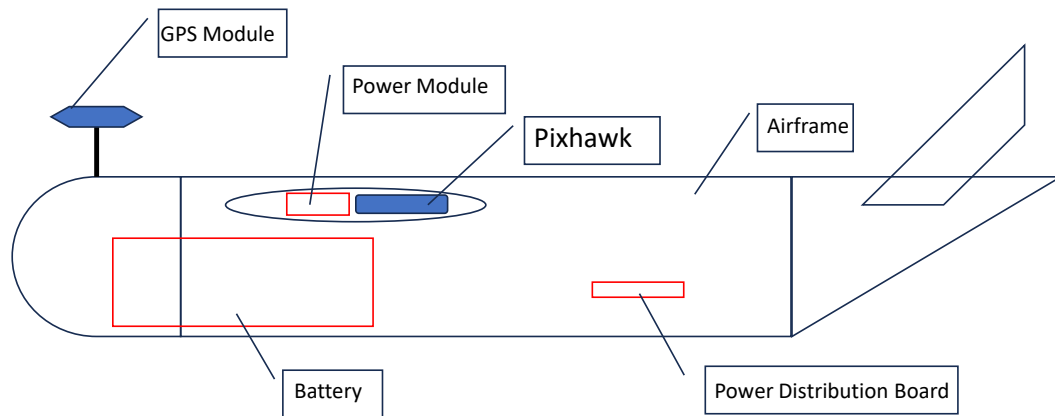 GPS Module
Power Module
Pixhawk
Airframe
Battery
Power Distribution Board